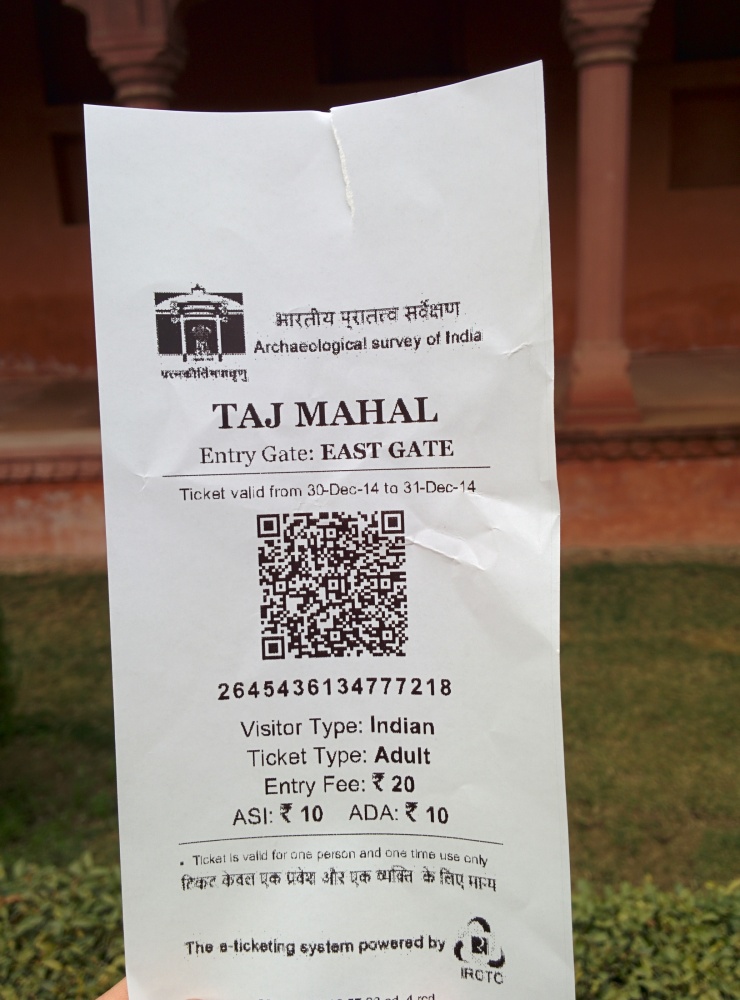 भारतीय पुरातत्व सर्वेक्षण
Archaeological survey of India
TAJ MAHAL
Entry Gate: EAST GATE
Ticket valid from 30-Dec-14 to 31-Dec-14
2645436134777218
Visitor Type: Indian
Ticket Type: Adult
Entry Fee: ₹ 20
ASI: ₹ 10 ADA: ₹ 10
• Ticket is valid for one person and one time use only
टिकट केवल एक प्रवेश और एक व्यक्ति के लिए मान्य
The e-ticketing system powered by
IRCTC